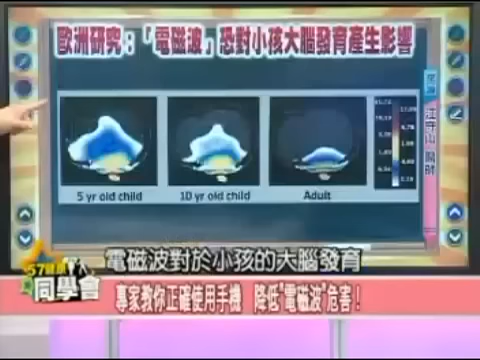 歐洲研究：「電磁波」恐對小孩大腦發育產生影響
5 yr old child
10 yr old child
Adult
醫師
電磁波對於小孩的大腦發育
57健康
同學會
專家教你正確使用手機 降低"電磁波"危害！